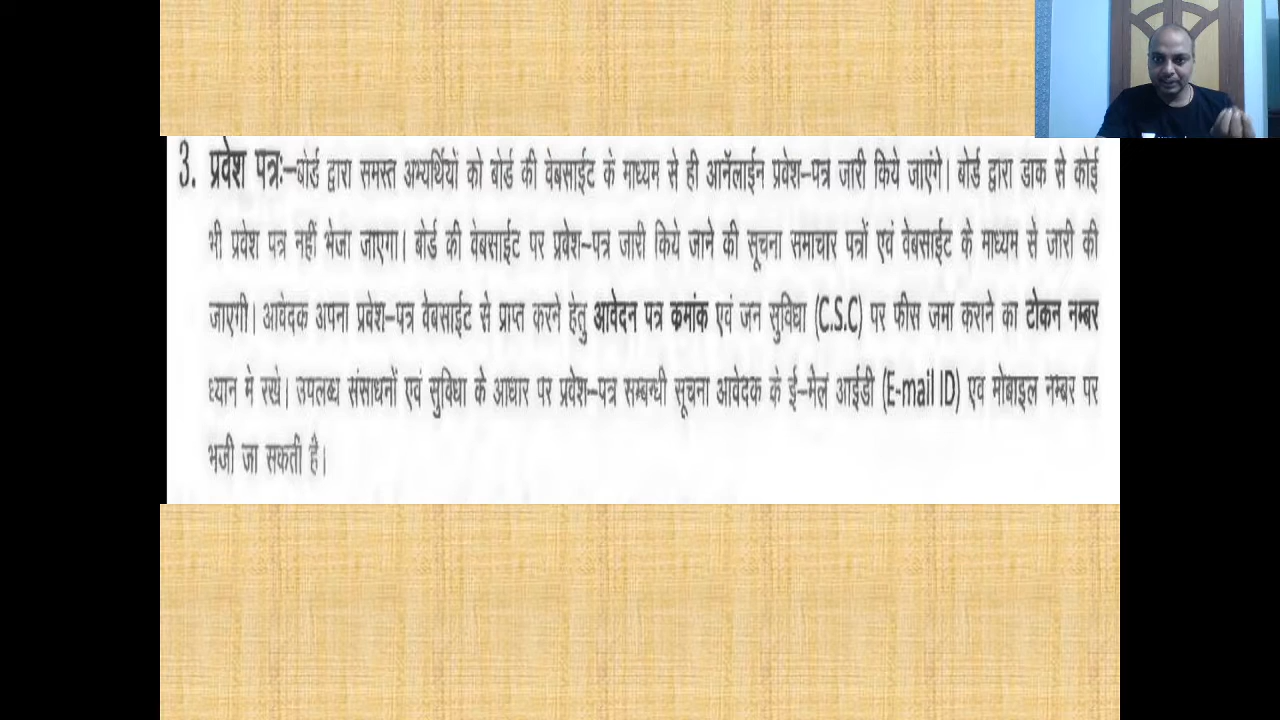 3. प्रवेश पत्रः–बोर्ड द्वारा समस्त अभ्यर्थियों को बोर्ड की वेबसाईट के माध्यम से ही आनॅलाईन प्रवेश–पत्र जारी किये जाएंगे। बोर्ड द्वारा डाक से कोई
भी प्रवेश पत्र नहीं भेजा जाएगा। बोर्ड की वेबसाईट पर प्रवेश–पत्र जारी किये जाने की सूचना समाचार पत्रों एवं वेबसाईट के माध्यम से जारी की
जाएगी। आवेदक अपना प्रवेश–पत्र वेबसाईट से प्राप्त करने हेतु आवेदन पत्र क्रमांक एवं जन सुविधा (C.S.C) पर फीस जमा कराने का टोकन नम्बर
ध्यान मे रखे। उपलब्ध संसाधनों एवं सुविधा के आधार पर प्रवेश–पत्र सम्बन्धी सूचना आवेदक के ई–मेल आईडी (E-mail ID) एव मोबाइल नम्बर पर
भजी जा सकती है।